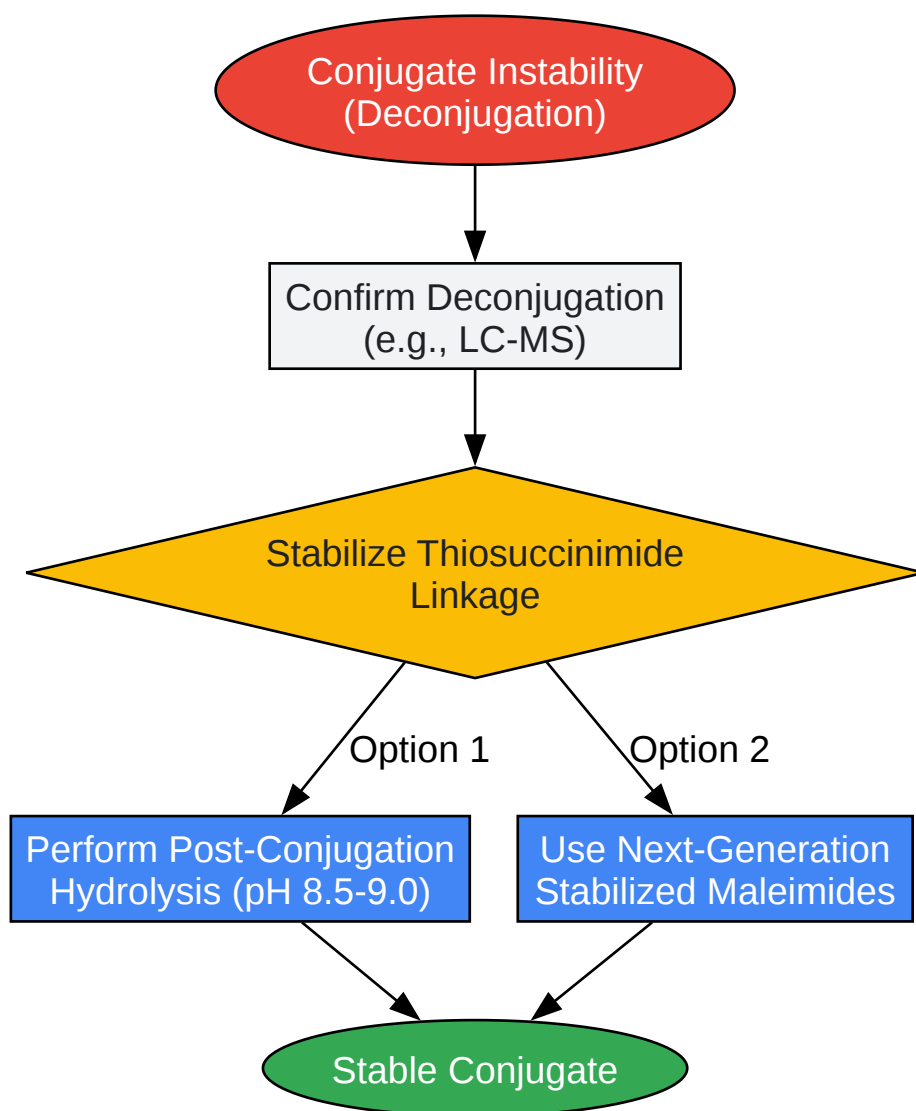 Conjugate Instability
(Deconjugation)
Confirm Deconjugation
(e.g., LC-MS)
Stabilize Thiosuccinimide
Linkage
Option 1
Option 2
Perform Post-Conjugation
Hydrolysis (pH 8.5-9.0)
Use Next-Generation
Stabilized Maleimides
Stable Conjugate